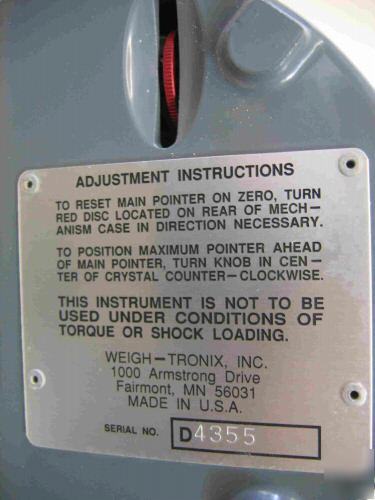 ADJUSTMENT INSTRUCTIONS
TO RESET MAIN POINTER ON ZERO, TURN
RED DISC LOCATED ON REAR OF MECH-
ANISM CASE IN DIRECTION NECESSARY.
TO POSITION MAXIMUM POINTER AHEAD
OF MAIN POINTER, TURN KNOB IN CEN-
TER OF CRYSTAL COUNTER-CLOCKWISE.
THIS INSTRUMENT IS NOT TO BE
USED UNDER CONDITIONS OF
TORQUE OR SHOCK LOADING.
WEIGH-TRONIX, INC.
1000 Armstrong Drive
Fairmont, MN 56031
MADE IN U.S.A.
SERIAL NO. D4355